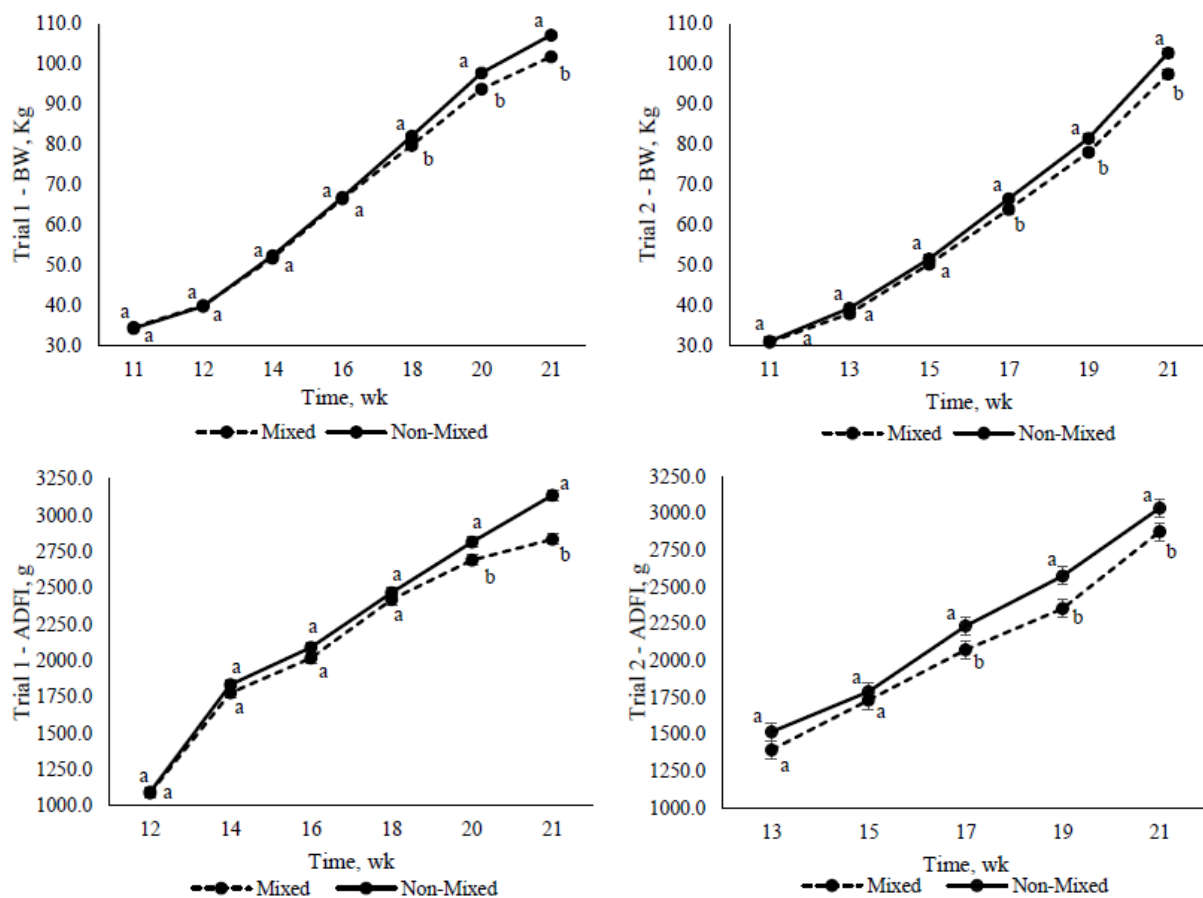 Trial 1 - BW, Kg
110.0
100.0
90.0
80.0
70.0
60.0
50.0
40.0
30.0
a a a a a a a
a a a a b b b
11 12 14 16 18 20 21
Time, wk
Mixed Non-Mixed
Trial 2 - BW, Kg
110.0
100.0
90.0
80.0
70.0
60.0
50.0
40.0
30.0
a a a a a a
a a a b b b
11 13 15 17 19 21
Time, wk
Mixed Non-Mixed
Trial 1 - ADFI, g
3250.0
3000.0
2750.0
2500.0
2250.0
2000.0
1750.0
1500.0
1250.0
1000.0
a a a a a a
a a a a b b
12 14 16 18 20 21
Time, wk
Mixed Non-Mixed
Trial 2 - ADFI, g
3250.0
3000.0
2750.0
2500.0
2250.0
2000.0
1750.0
1500.0
1250.0
1000.0
a a a a a
a a b b b
13 15 17 19 21
Time, wk
Mixed Non-Mixed